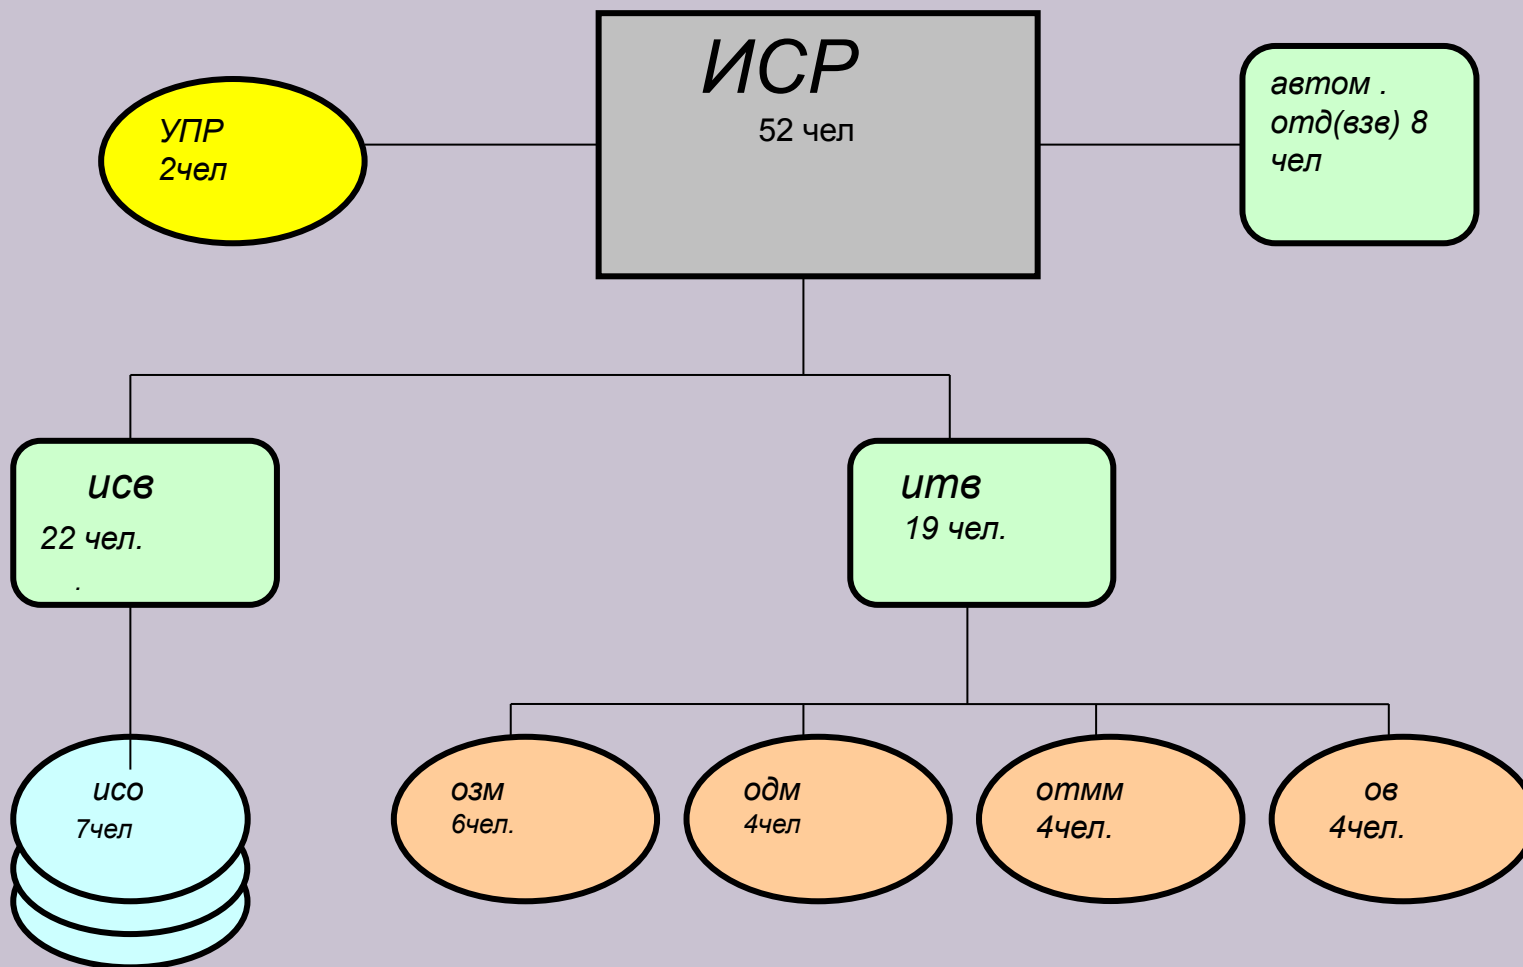 ИСР
52 чел
УПР
2чел
автом .
отд(взв) 8
чел
исв
22 чел.
.
итв
19 чел.
исо
7чел
озм
6чел.
одм
4чел
отмм
4чел.
ов
4чел.